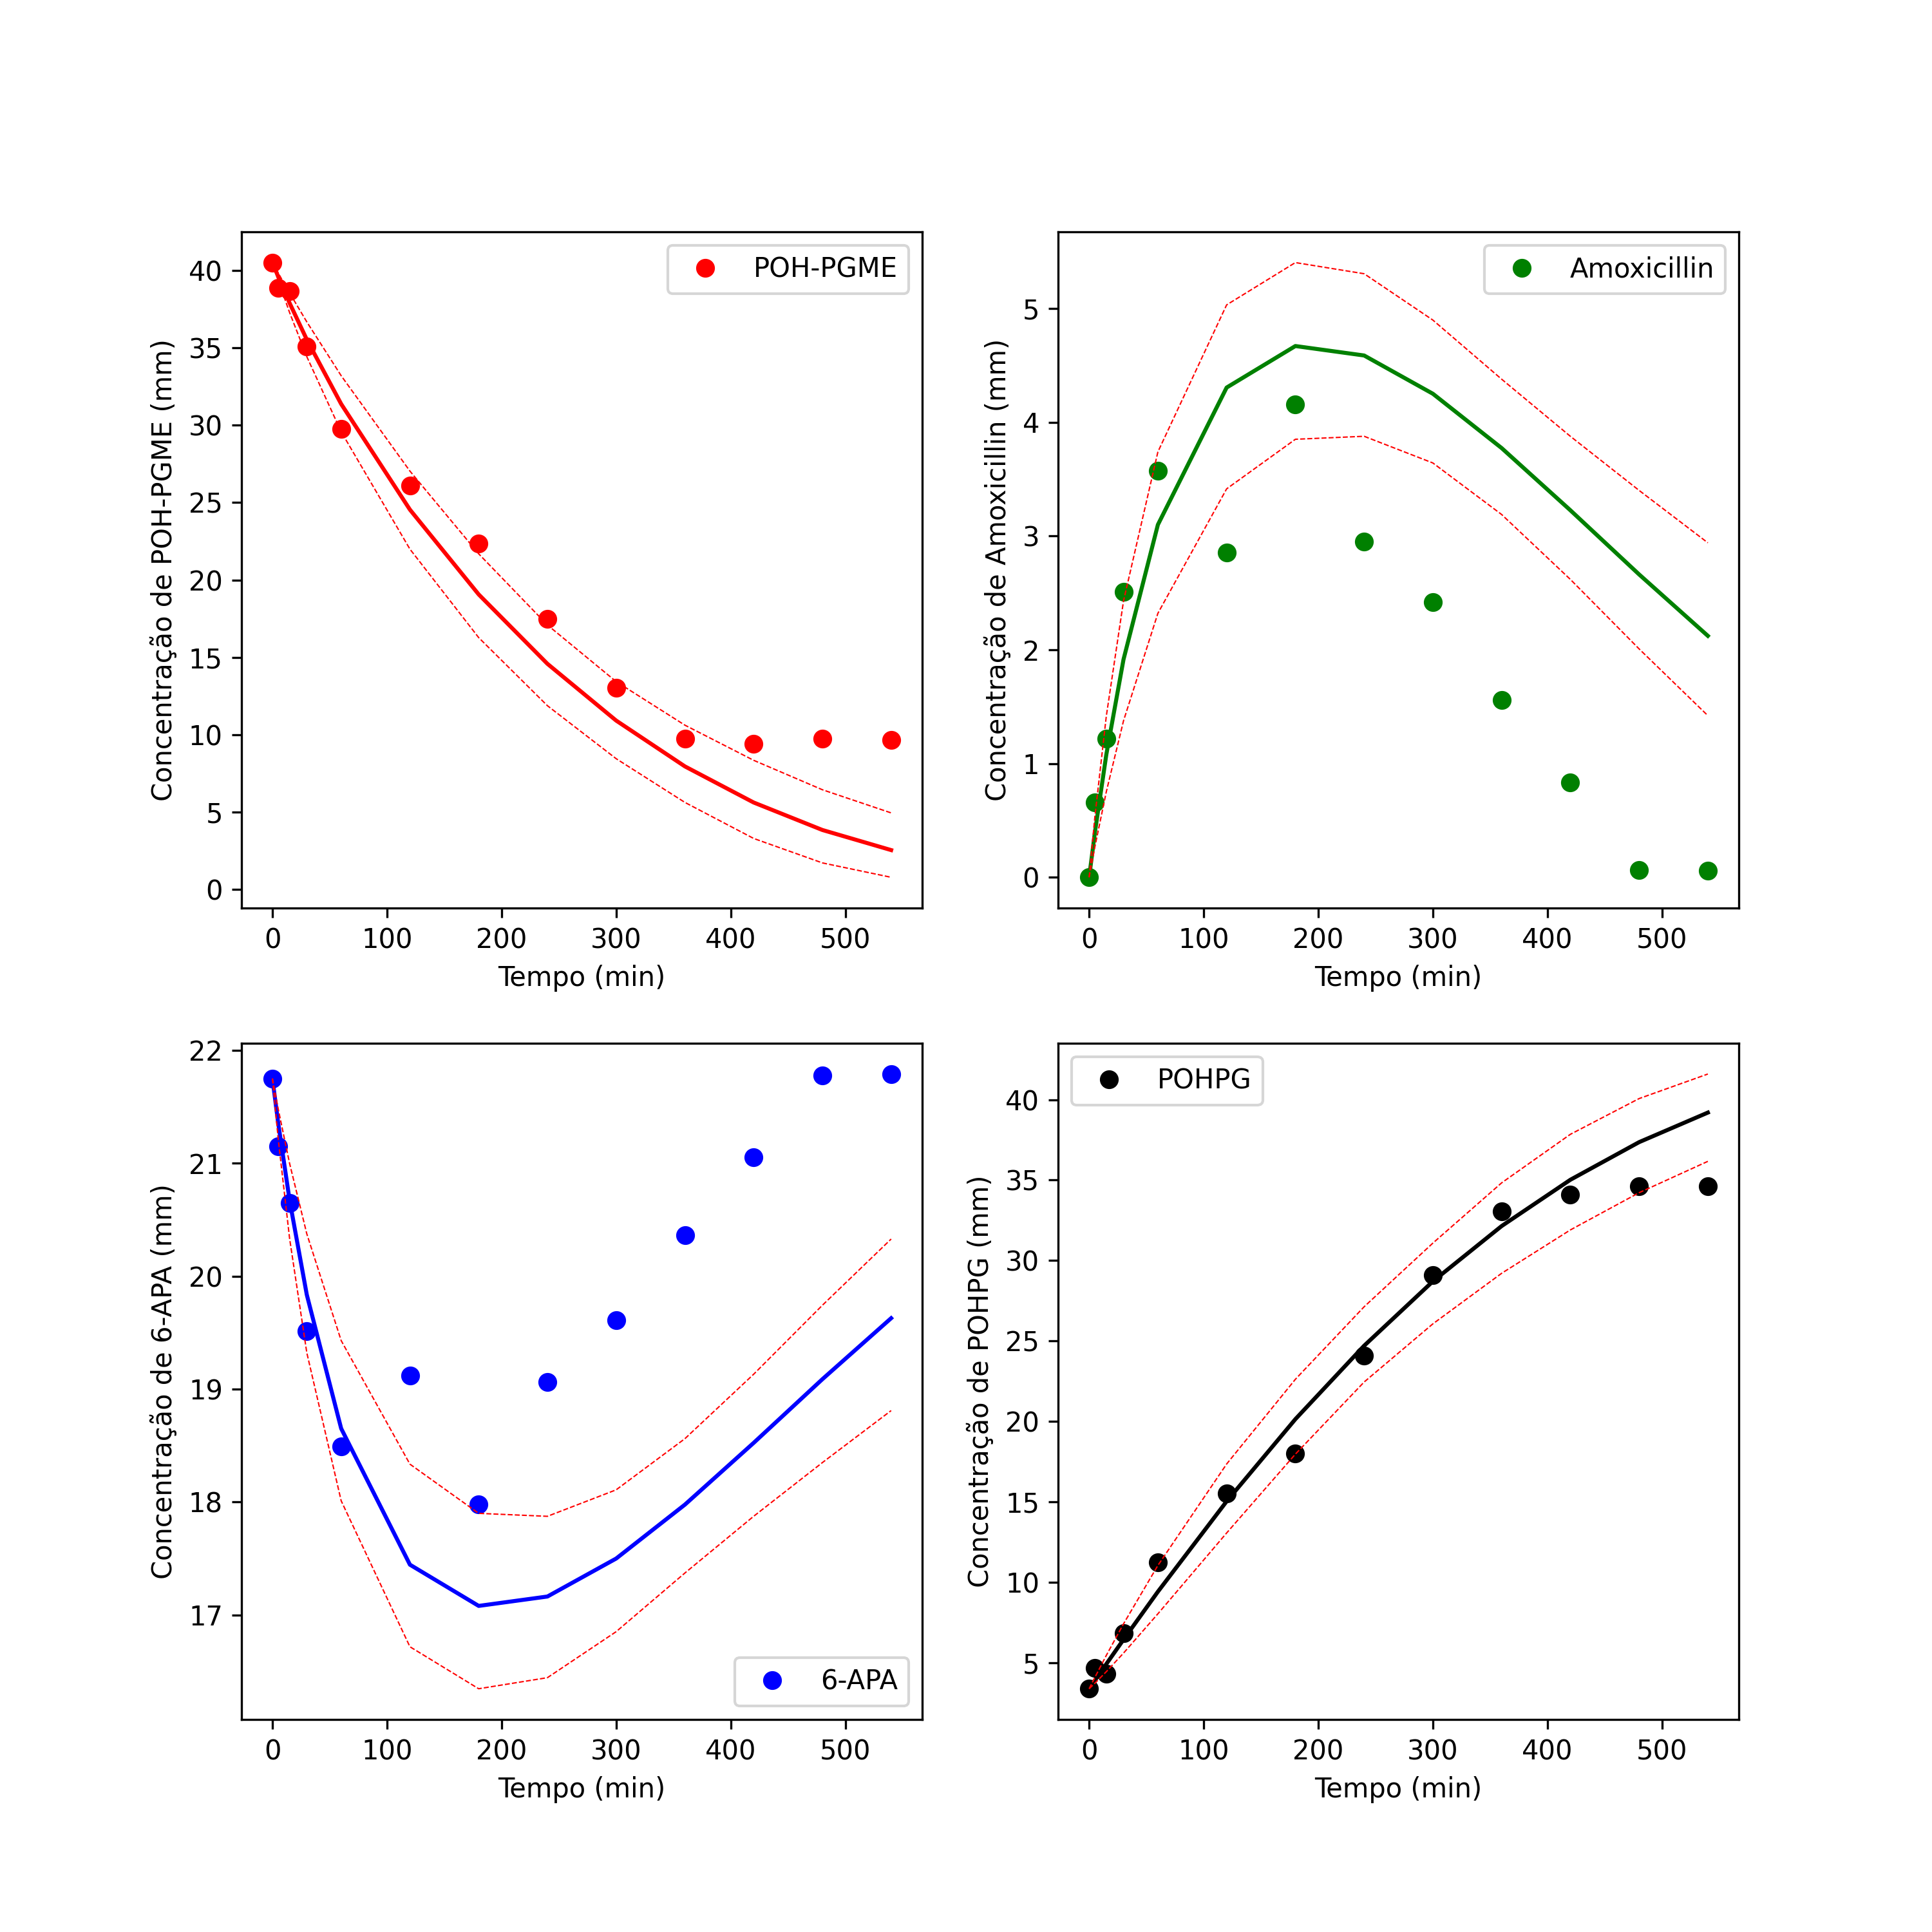 POH-PGME
Concentração de POH-PGME (mm)
40
35
30
25
20
15
10
5
0
0 100 200 300 400 500
Tempo (min)
Amoxicillin
Concentração de Amoxicillin (mm)
5
4
3
2
1
0
0 100 200 300 400 500
Tempo (min)
6-APA
Concentração de 6-APA (mm)
22
21
20
19
18
17
0 100 200 300 400 500
Tempo (min)
POHPG
Concentração de POHPG (mm)
40
35
30
25
20
15
10
5
0 100 200 300 400 500
Tempo (min)